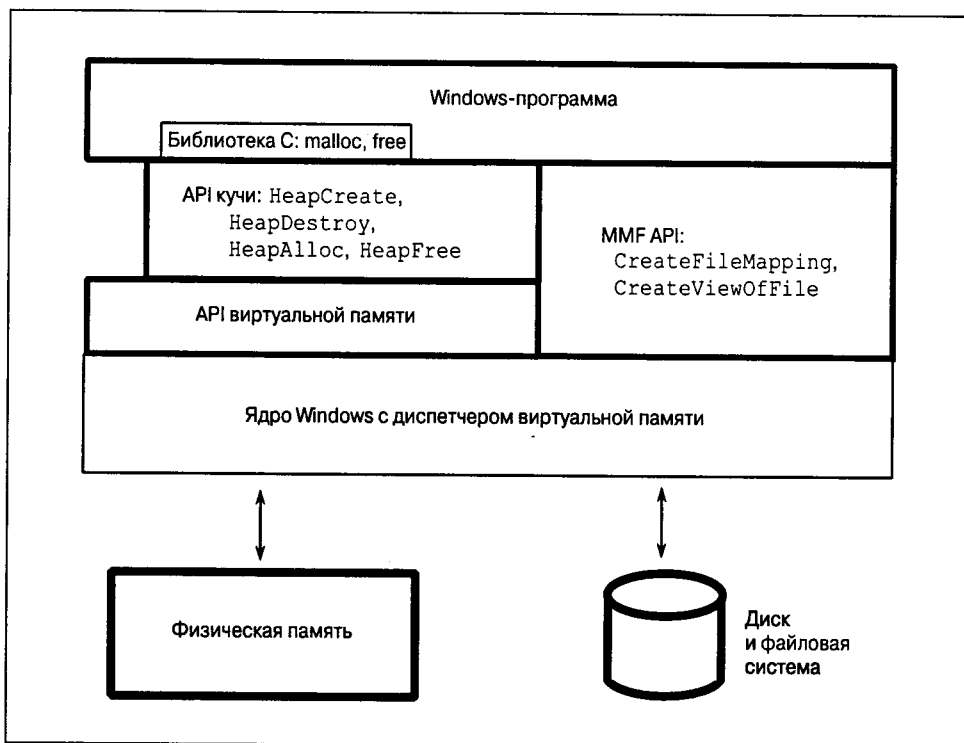 Windows-программа
Библиотека С: malloc, free
API кучи: HeapCreate,
HeapDestroy,
HeapAlloc, HeapFree
MMF API:
CreateFileMapping,
CreateViewOfFile
API виртуальной памяти
Ядро Windows с диспетчером виртуальной памяти
Физическая память
Диск
и файловая
система